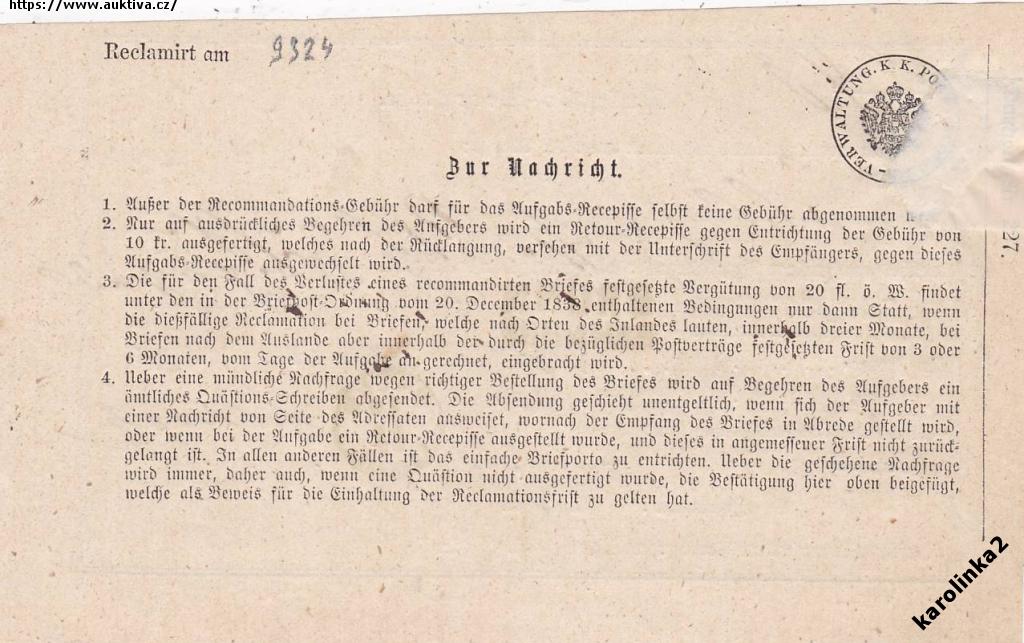 https://www.auktiva.cz/
Reclamirt am 9324
VERWALTUNG. K. K. PO
Zur Nachricht.
1. Außer der Recommandations-Gebühr darf für das Aufgabs-Recepisse selbst keine Gebühr abgenommen
2. Nur auf ausdrückliches Begehren des Aufgebers wird ein Retour-Recepisse gegen Entrichtung der Gebühr von
10 kr. ausgefertigt, welches nach der Rücklangung, versehen mit der Unterschrift des Empfängers, gegen dieses
Aufgabs-Recepisse ausgewechselt wird.
3. Die für den Fall des Verlustes eines recommandirten Briefes festgesetzte Vergütung von 20 fl. ö. W. findet
unter den in der Briefpost-Ordnung vom 20. December 1838 enthaltenen Bedingungen nur dann Statt, wenn
die dießfällige Reclamation bei Briefen, welche nach Orten des Inlandes lauten, innerhalb dreier Monate, bei
Briefen nach dem Auslande aber innerhalb der durch die bezüglichen Postverträge festgesetzten Frist von 3 oder
6 Monaten, vom Tage der Aufgabe an gerechnet, eingebracht wird.
4. Ueber eine mündliche Nachfrage wegen richtiger Bestellung des Briefes wird auf Begehren des Aufgebers ein
ämtliches Quästions-Schreiben abgesendet. Die Absendung geschieht unentgeltlich, wenn sich der Aufgeber mit
einer Nachricht von Seite des Adressaten ausweiset, wornach der Empfang des Briefes in Abrede gestellt wird,
oder wenn bei der Aufgabe ein Retour-Recepisse ausgestellt wurde, und dieses in angemessener Frist nicht zurück-
gelangt ist. In allen anderen Fällen ist das einfache Briefporto zu entrichten. Ueber die geschehene Nachfrage
wird immer, daher auch, wenn eine Quästion nicht ausgefertigt wurde, die Bestätigung hier oben beigefügt,
welche als Beweis für die Einhaltung der Reclamationsfrist zu gelten hat.
27.
karolinka2